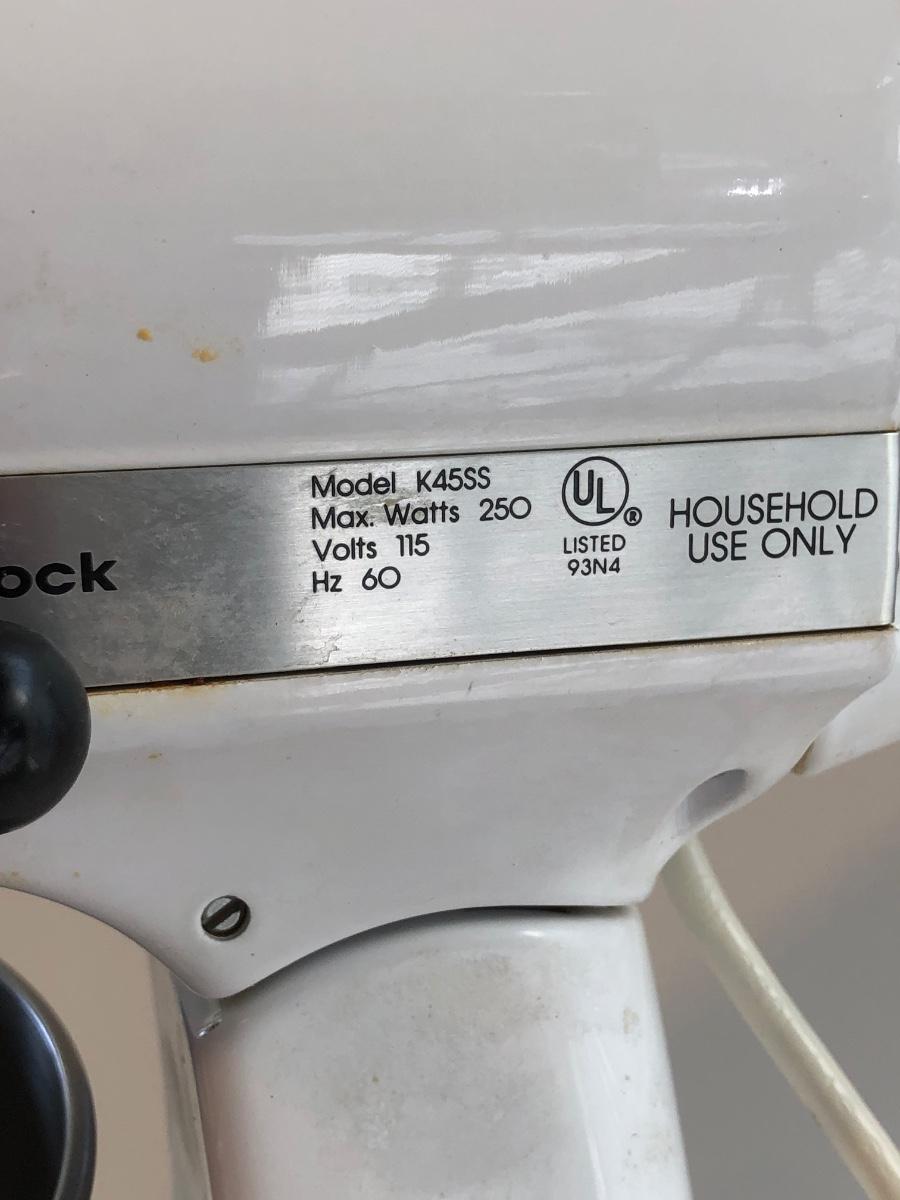 ock
Model K45SS
Max. Watts 250
Volts 115
Hz 60
UL®
LISTED
93N4
HOUSEHOLD
USE ONLY